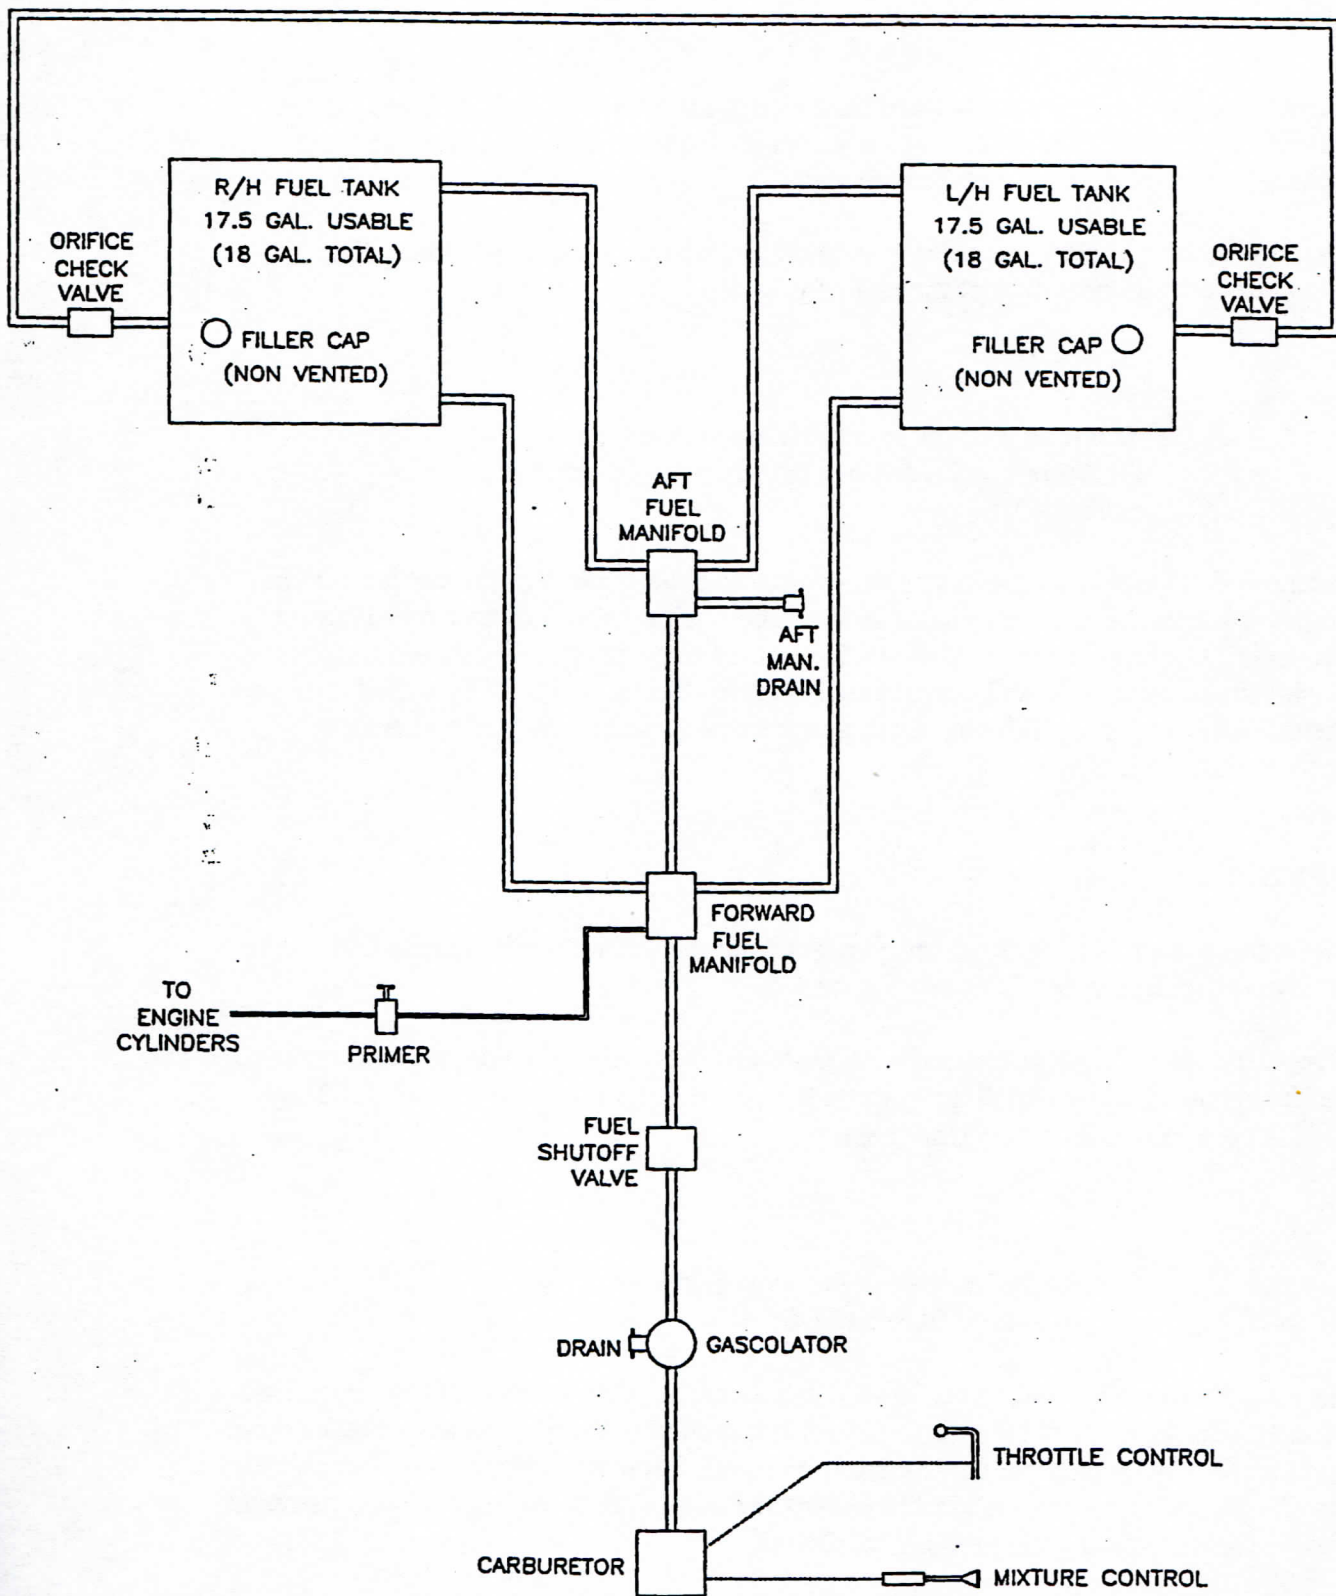 R/H FUEL TANK
17.5 GAL. USABLE
(18 GAL. TOTAL)
FILLER CAP
(NON VENTED)
L/H FUEL TANK
17.5 GAL. USABLE
(18 GAL. TOTAL)
FILLER CAP
(NON VENTED)
ORIFICE
CHECK
VALVE
ORIFICE
CHECK
VALVE
AFT
FUEL
MANIFOLD
AFT
MAN.
DRAIN
FORWARD
FUEL
MANIFOLD
TO
ENGINE
CYLINDERS
PRIMER
FUEL
SHUTOFF
VALVE
DRAIN
GASCOLATOR
THROTTLE CONTROL
CARBURETOR
MIXTURE CONTROL